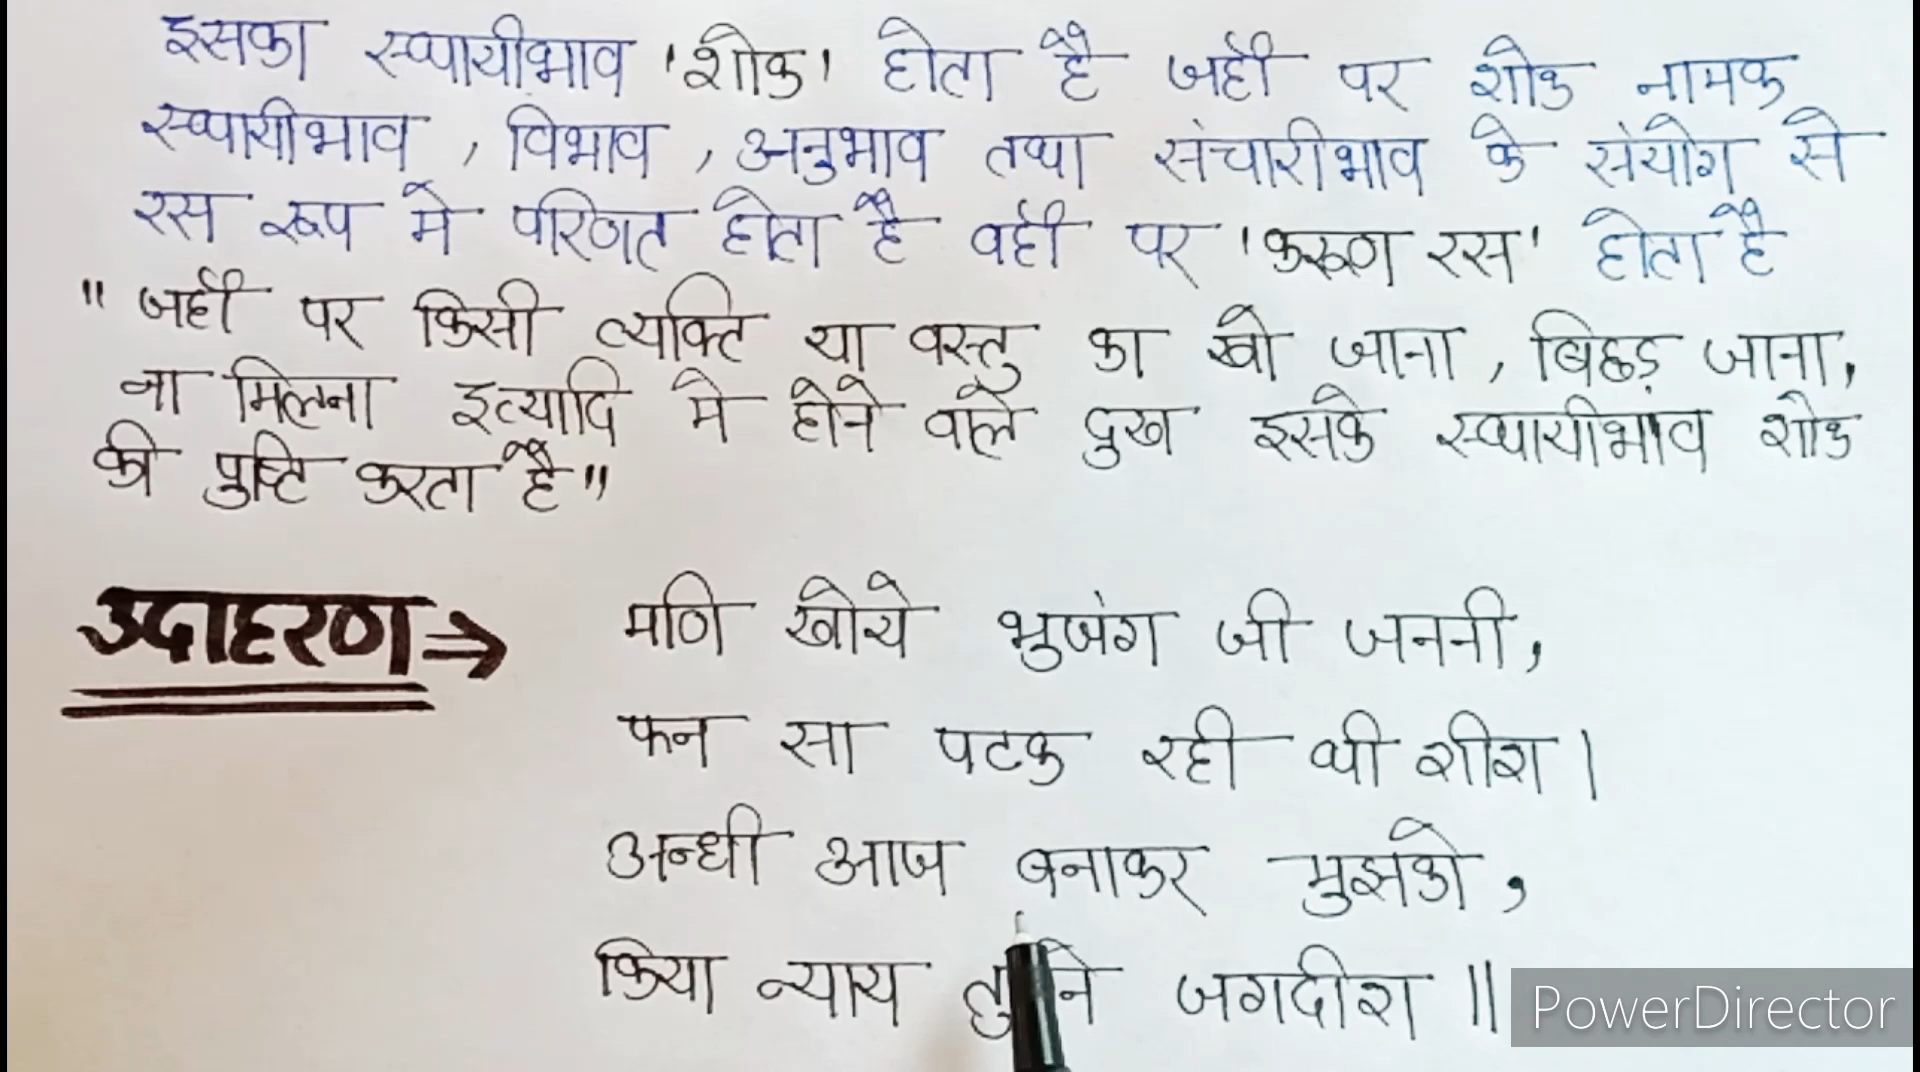 इसका स्थायीभाव 'शोक' होता है जहाँ पर शोक नामक
स्थायीभाव, विभाव, अनुभाव तथा संचारीभाव के संयोग से
रस रूप मे परिणत होता है वहाँ पर 'करूण रस' होता है
"जहाँ पर किसी व्यक्ति या वस्तु का खो जाना, बिछड़ जाना,
ना मिलना इत्यादि मे होने वाले दुख इसके स्थायीभाव शोक
की पुष्टि करता है"
उदाहरण⇒ मणि खोये भुजंग जी जननी,
फन सा पटक रही थी शीश।
अन्धी आज बनाकर मुझको,
किया न्याय जगदीश॥
PowerDirector